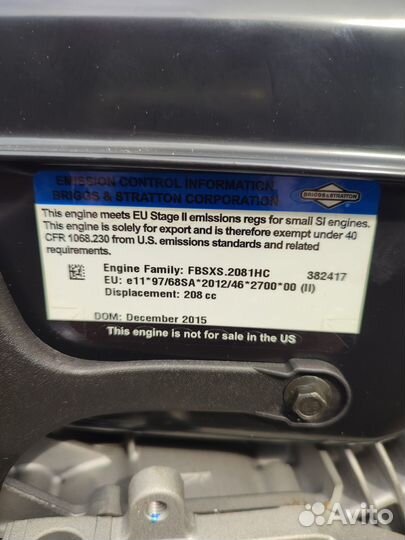 EMISSION CONTROL INFORMATION
BRIGGS & STRATTON CORPORATION
BRIGGS & STRATTON
This engine meets EU Stage II emissions regs for small SI engines.
This engine is solely for export and is therefore exempt under 40
CFR 1068.230 from U.S. emissions standards and related
requirements.
Engine Family: FBSXS.2081HC 382417
EU: e11*97/68SA*2012/46*2700*00 (II)
Displacement: 208 cc
DOM: December 2015
This engine is not for sale in the US
Avito